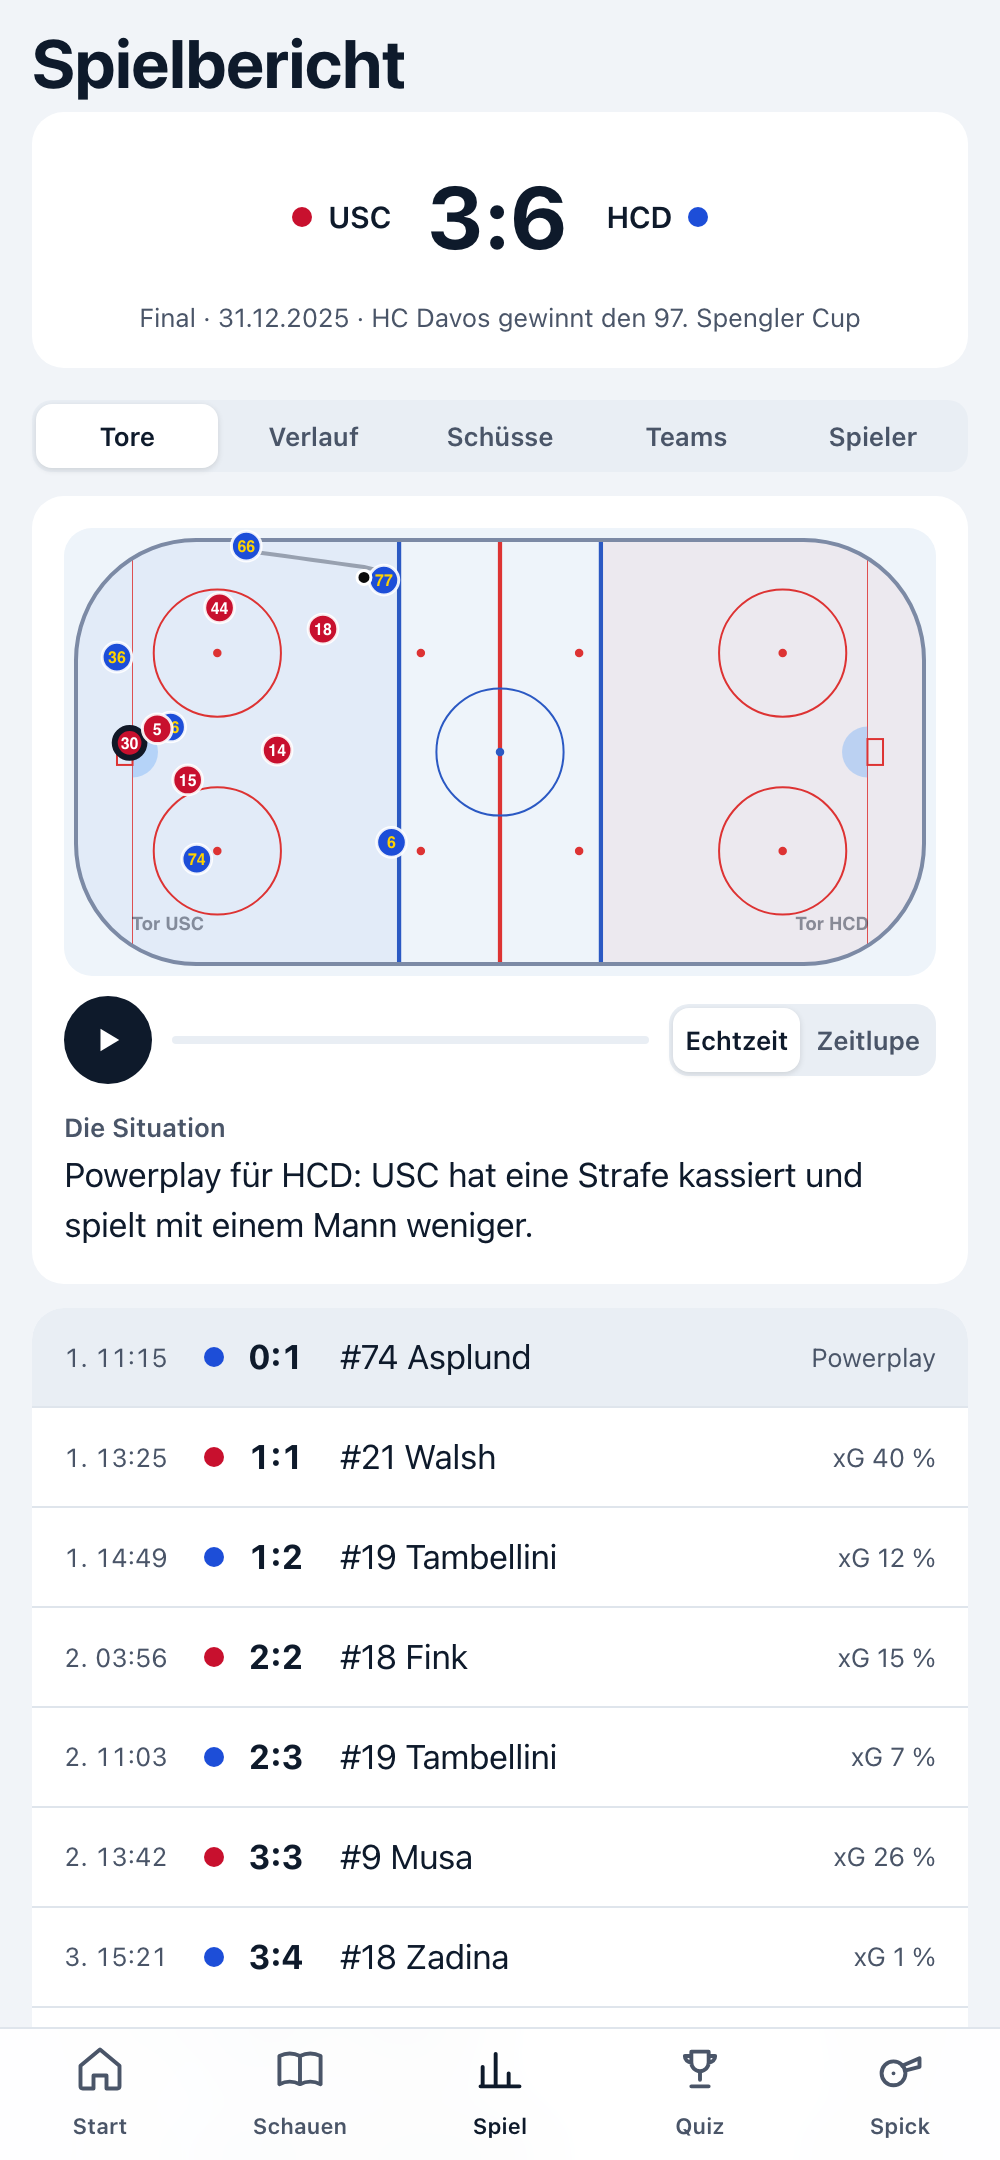 Spielbericht
USC 3:6 HCD
Final · 31.12.2025 · HC Davos gewinnt den 97. Spengler Cup
Tore Verlauf Schüsse Teams Spieler
66
77
44
18
36
5
30
14
15
6
74
Tor USC Tor HCD
Echtzeit Zeitlupe
Die Situation
Powerplay für HCD: USC hat eine Strafe kassiert und
spielt mit einem Mann weniger.
1. 11:15 0:1 #74 Asplund Powerplay
1. 13:25 1:1 #21 Walsh xG 40 %
1. 14:49 1:2 #19 Tambellini xG 12 %
2. 03:56 2:2 #18 Fink xG 15 %
2. 11:03 2:3 #19 Tambellini xG 7 %
2. 13:42 3:3 #9 Musa xG 26 %
3. 15:21 3:4 #18 Zadina xG 1 %
Start Schauen Spiel Quiz Spick